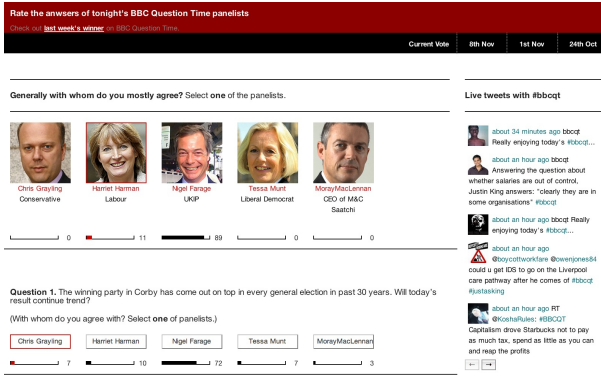 Rate the anwsers of tonight's BBC Question Time panelists
Check out last week's winner on BBC Question Time.
Current Vote 8th Nov 1st Nov 24th Oct
Generally with whom do you mostly agree? Select one of the panelists.
Chris Grayling
Conservative
0
Harriet Harman
Labour
11
Nigel Farage
UKIP
89
Tessa Munt
Liberal Democrat
0
MorayMacLennan
CEO of M&C
Saatchi
0
Question 1. The winning party in Corby has come out on top in every general election in past 30 years. Will today's
result continue trend?
(With whom do you agree with? Select one of panelists.)
Chris Grayling
7
Harriet Harman
10
Nigel Farage
72
Tessa Munt
7
MorayMacLennan
3
Live tweets with #bbcqt
about 34 minutes ago bbcqt
Really enjoying today's #bbcqt...
about an hour ago bbcqt
Answering the question about
whether salaries are out of control,
Justin King answers: "clearly they are in
some organisations" #bbcqt
about an hour ago bbcqt Really
enjoying today's #bbcqt...
about an hour ago
@boycottworkfare @owenjones84
could u get IDS to go on the Liverpool
care pathway after he comes of #bbcqt
#justasking
about an hour ago RT
@KoshaRules: #BBCQT
Capitalism drove Starbucks not to pay
as much tax, spend as little as you can
and reap the profits
← →